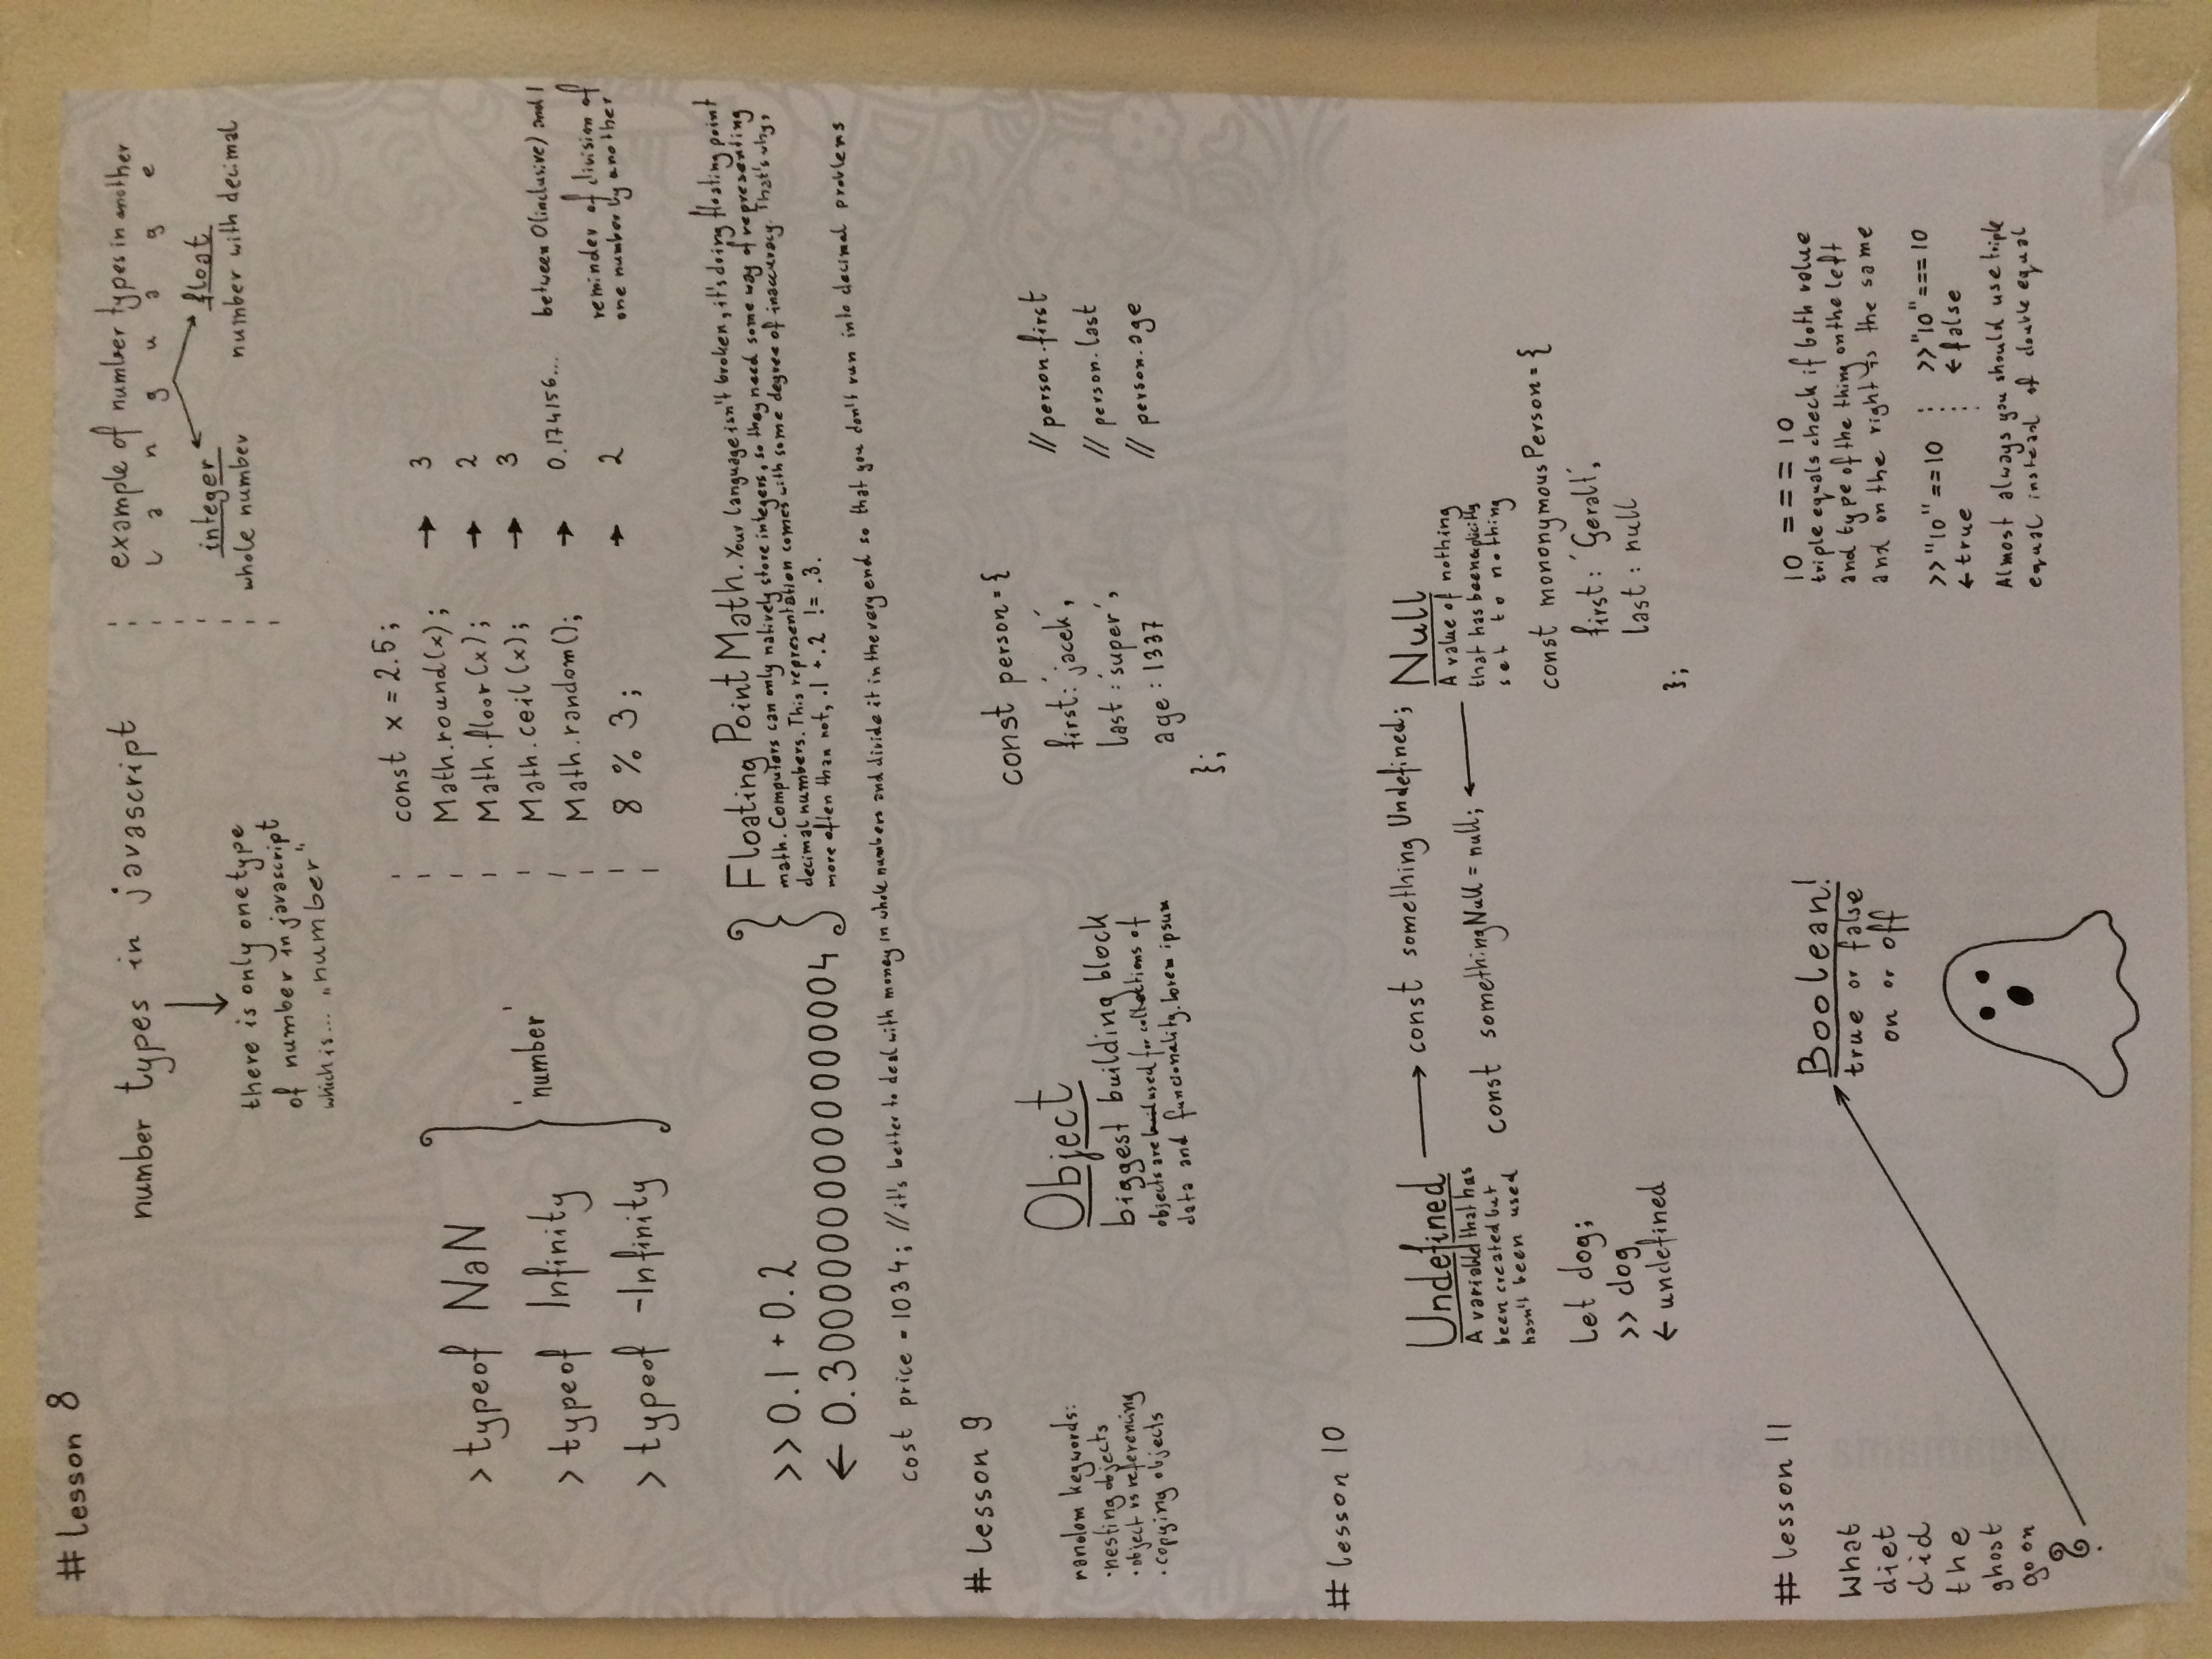 # lesson 8
number types in javascript
there is only one type
of number in javascript
which is... „number"
example of number types in another
l a n g u a g e
integer
whole number
float
number with decimal
> typeof NaN
> typeof Infinity
> typeof -Infinity
'number'
const x = 2.5;
Math.round(x); → 3
Math.floor(x); → 2
Math.ceil(x); → 3
Math.random(); → 0.174156... between 0(inclusive) and 1
8 % 3; → 2 reminder of division of
one number by another
>> 0.1 + 0.2
← 0.30000000000000004
Floating Point Math. Your language isn't broken, it's doing floating point
math. Computers can only natively store integers, so they need some way of representing
decimal numbers. This representation comes with some degree of inaccuracy. That's why,
more often than not, .1 + .2 != .3.
cost price = 1034; // it's better to deal with money in whole numbers and divide it in the very end so that you don't run into decimal problems
# lesson 9
random keywords:
·nesting objects
·object vs referencing
·copying objects
Object
biggest building block
objects are used for collections of
data and funcionality. lorem ipsum
const person = {
first: 'jacek', // person.first
last: 'super', // person.last
age: 1337 // person.age
};
# lesson 10
Undefined → const something Undefined;
A variable that has
been created but
hasn't been used
let dog;
>> dog
← undefined
Null
A value of nothing
that has been explicitly
set to nothing
const somethingNull = null; ←
const mononymousPerson = {
first: 'Geralt',
last: null
};
# lesson 11
What
diet
did
the
ghost
go on
?
Boolean!
true or false
on or off
10 === 10
triple equals check if both value
and type of the thing on the left
and on the right is the same
>> "10" == 10
← true
>> "10" === 10
← false
Almost always you should use triple
equal instead of double equal